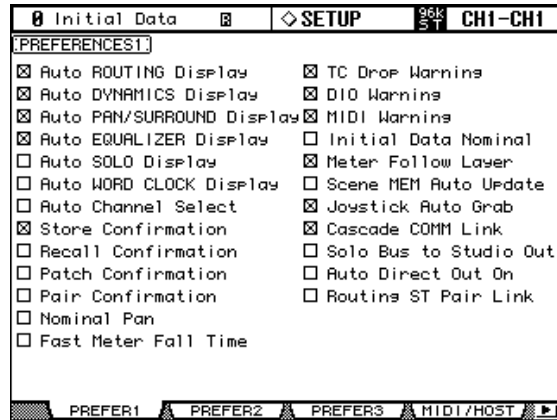 0 Initial Data R ◇SETUP 96K ST CH1-CH1
PREFERENCES1
☒ Auto ROUTING Display
☒ Auto DYNAMICS Display
☒ Auto PAN/SURROUND Display
☒ Auto EQUALIZER Display
☐ Auto SOLO Display
☐ Auto WORD CLOCK Display
☐ Auto Channel Select
☒ Store Confirmation
☐ Recall Confirmation
☐ Patch Confirmation
☐ Pair Confirmation
☐ Nominal Pan
☐ Fast Meter Fall Time
☒ TC Drop Warning
☒ DIO Warning
☒ MIDI Warning
☐ Initial Data Nominal
☒ Meter Follow Layer
☐ Scene MEM Auto Update
☒ Joystick Auto Grab
☒ Cascade COMM Link
☐ Solo Bus to Studio Out
☐ Auto Direct Out On
☐ Routing ST Pair Link
PREFER1 PREFER2 PREFER3 MIDI/HOST